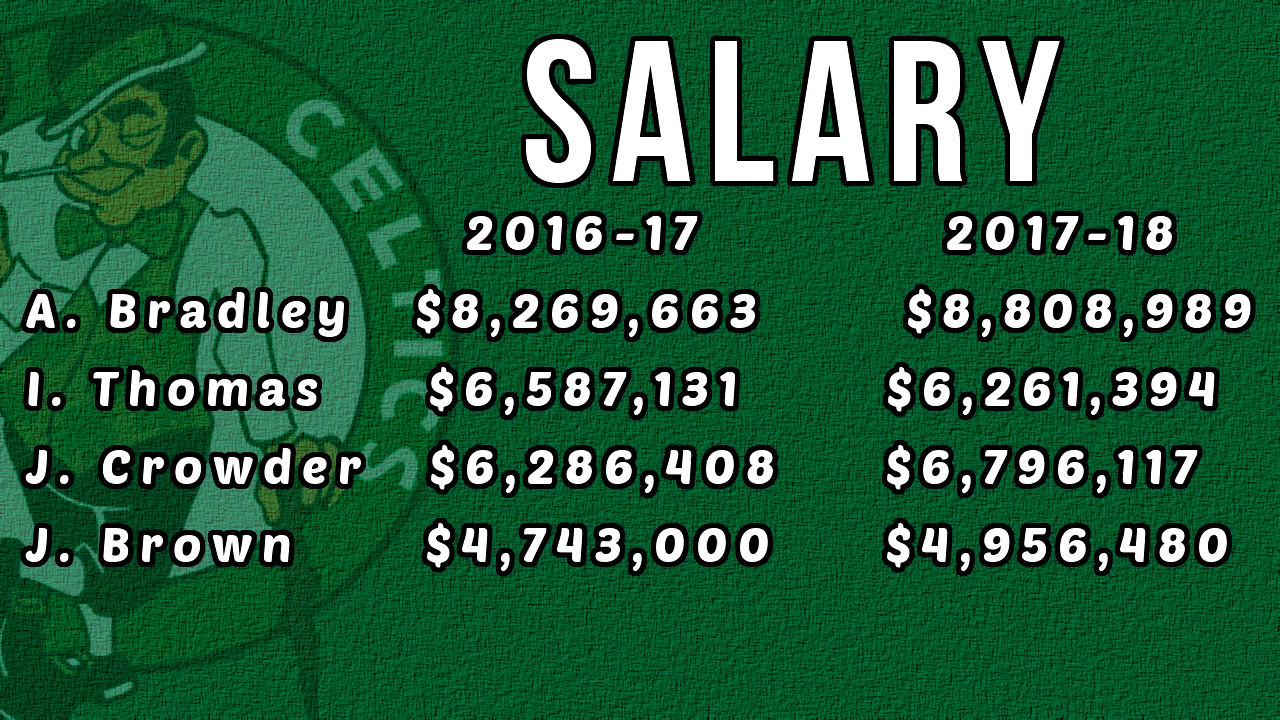 SALARY
2016-17 2017-18
A. Bradley $8,269,663 $8,808,989
I. Thomas $6,587,131 $6,261,394
J. Crowder $6,286,408 $6,796,117
J. Brown $4,743,000 $4,956,480
CELTICS